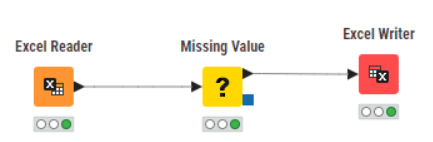 Excel Reader
Missing Value
Excel Writer
?
X
X